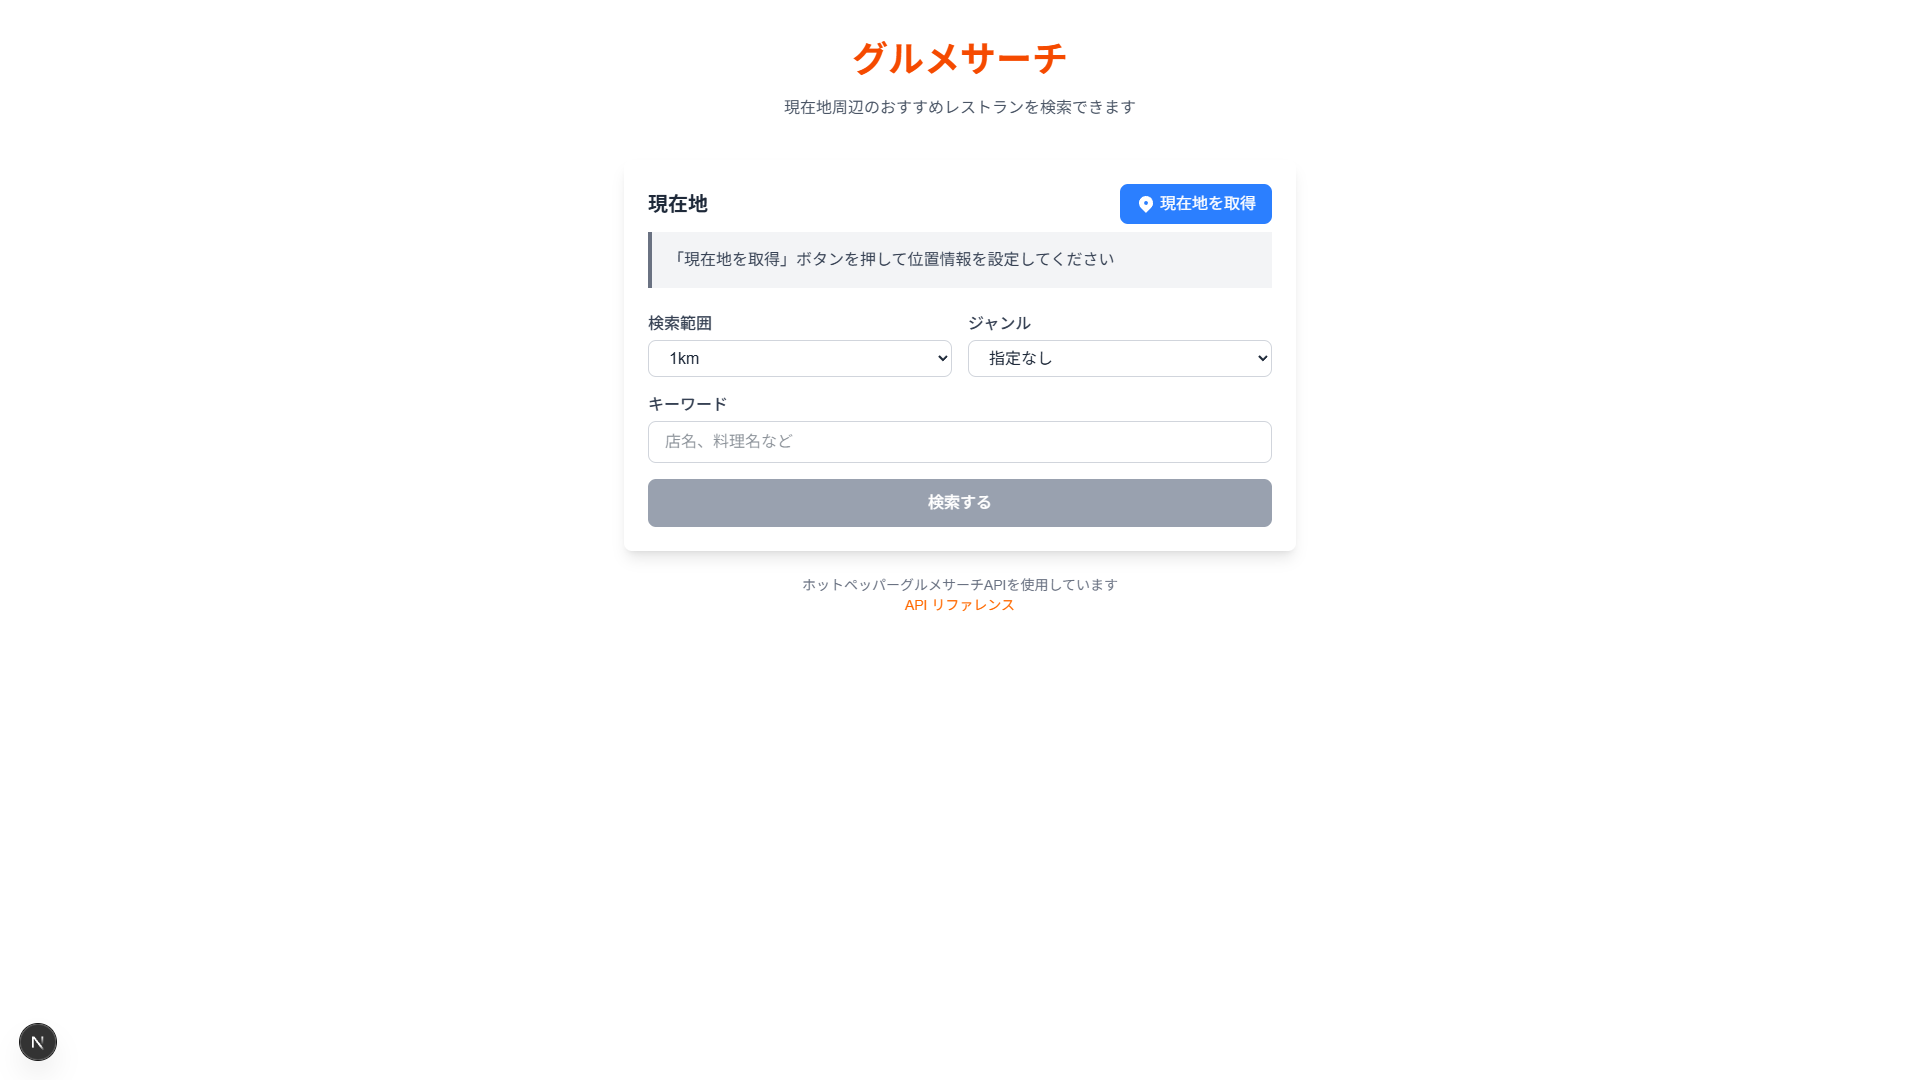 グルメサーチ
現在地周辺のおすすめレストランを検索できます
現在地
現在地を取得
「現在地を取得」ボタンを押して位置情報を設定してください
検索範囲
ジャンル
1km
指定なし
キーワード
店名、料理名など
検索する
ホットペッパーグルメサーチAPIを使用しています
API リファレンス
N